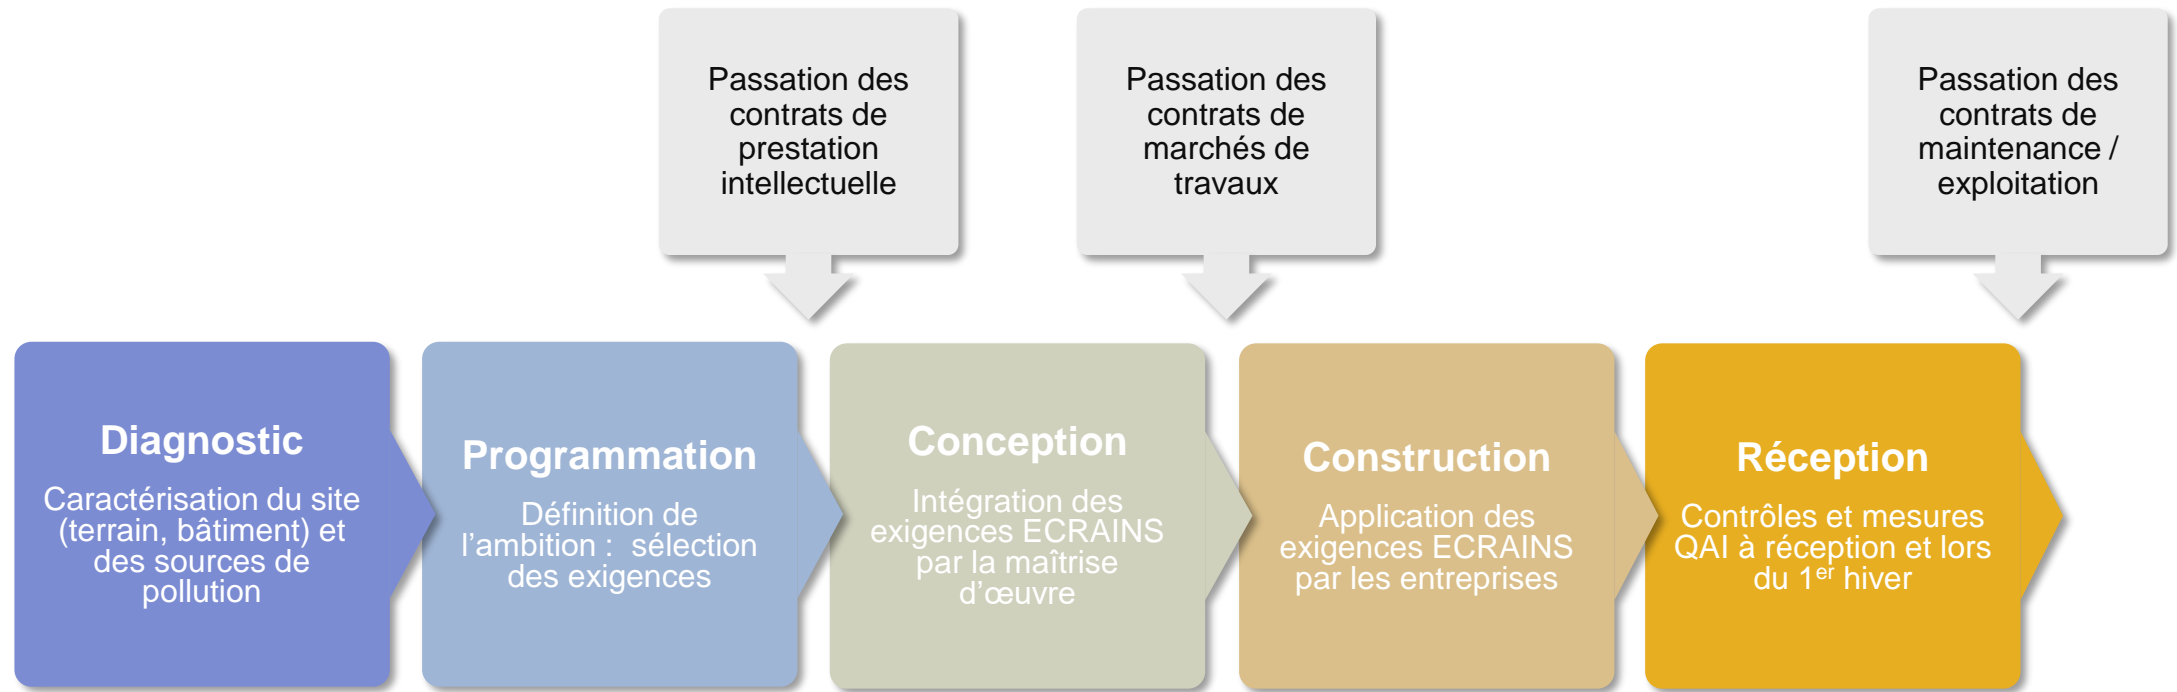 Passation des
contrats de
prestation
intellectuelle
Passation des
contrats de
marchés de
travaux
Passation des
contrats de
maintenance /
exploitation
Diagnostic
Caractérisation du site
(terrain, bâtiment) et
des sources de
pollution
Programmation
Définition de
l’ambition :  sélection
des exigences
Conception
Intégration des
exigences ECRAINS
par la maîtrise
d’œuvre
Construction
Application des
exigences ECRAINS
par les entreprises
Réception
Contrôles et mesures
QAI à réception et lors
du 1er hiver